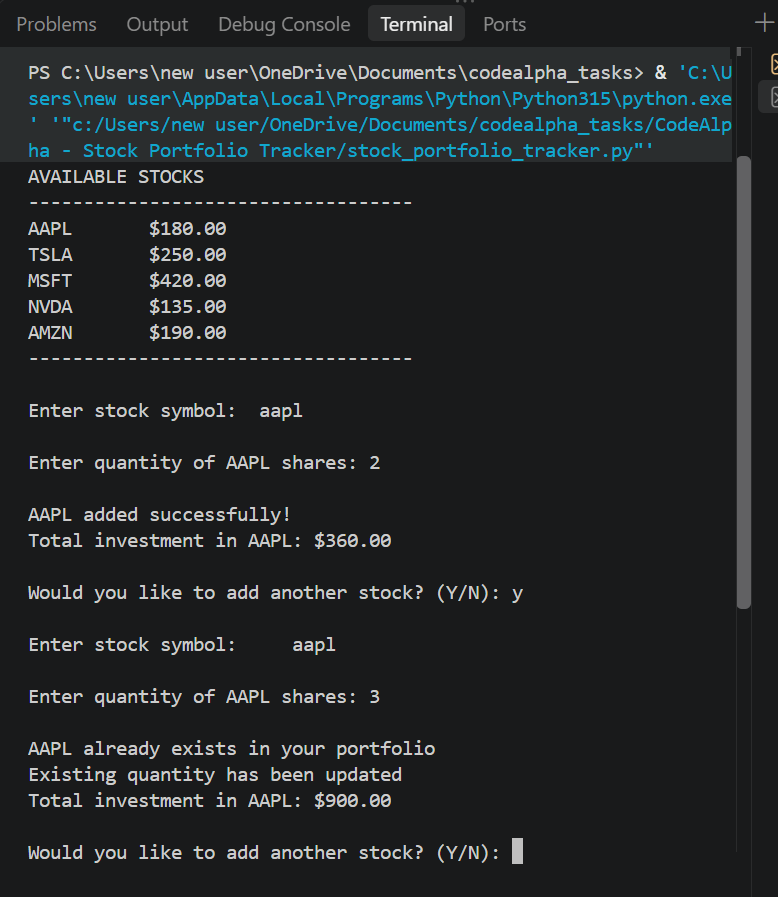 Problems Output Debug Console Terminal Ports
PS C:\Users\new user\OneDrive\Documents\codealpha_tasks> & 'C:\U
sers\new user\AppData\Local\Programs\Python\Python315\python.exe
' '"c:/Users/new user/OneDrive/Documents/codealpha_tasks/CodeAlp
ha - Stock Portfolio Tracker/stock_portfolio_tracker.py"'
AVAILABLE STOCKS
-----------------------------------
AAPL       $180.00
TSLA       $250.00
MSFT       $420.00
NVDA       $135.00
AMZN       $190.00
-----------------------------------
Enter stock symbol:  aapl
Enter quantity of AAPL shares: 2
AAPL added successfully!
Total investment in AAPL: $360.00
Would you like to add another stock? (Y/N): y
Enter stock symbol:     aapl
Enter quantity of AAPL shares: 3
AAPL already exists in your portfolio
Existing quantity has been updated
Total investment in AAPL: $900.00
Would you like to add another stock? (Y/N):